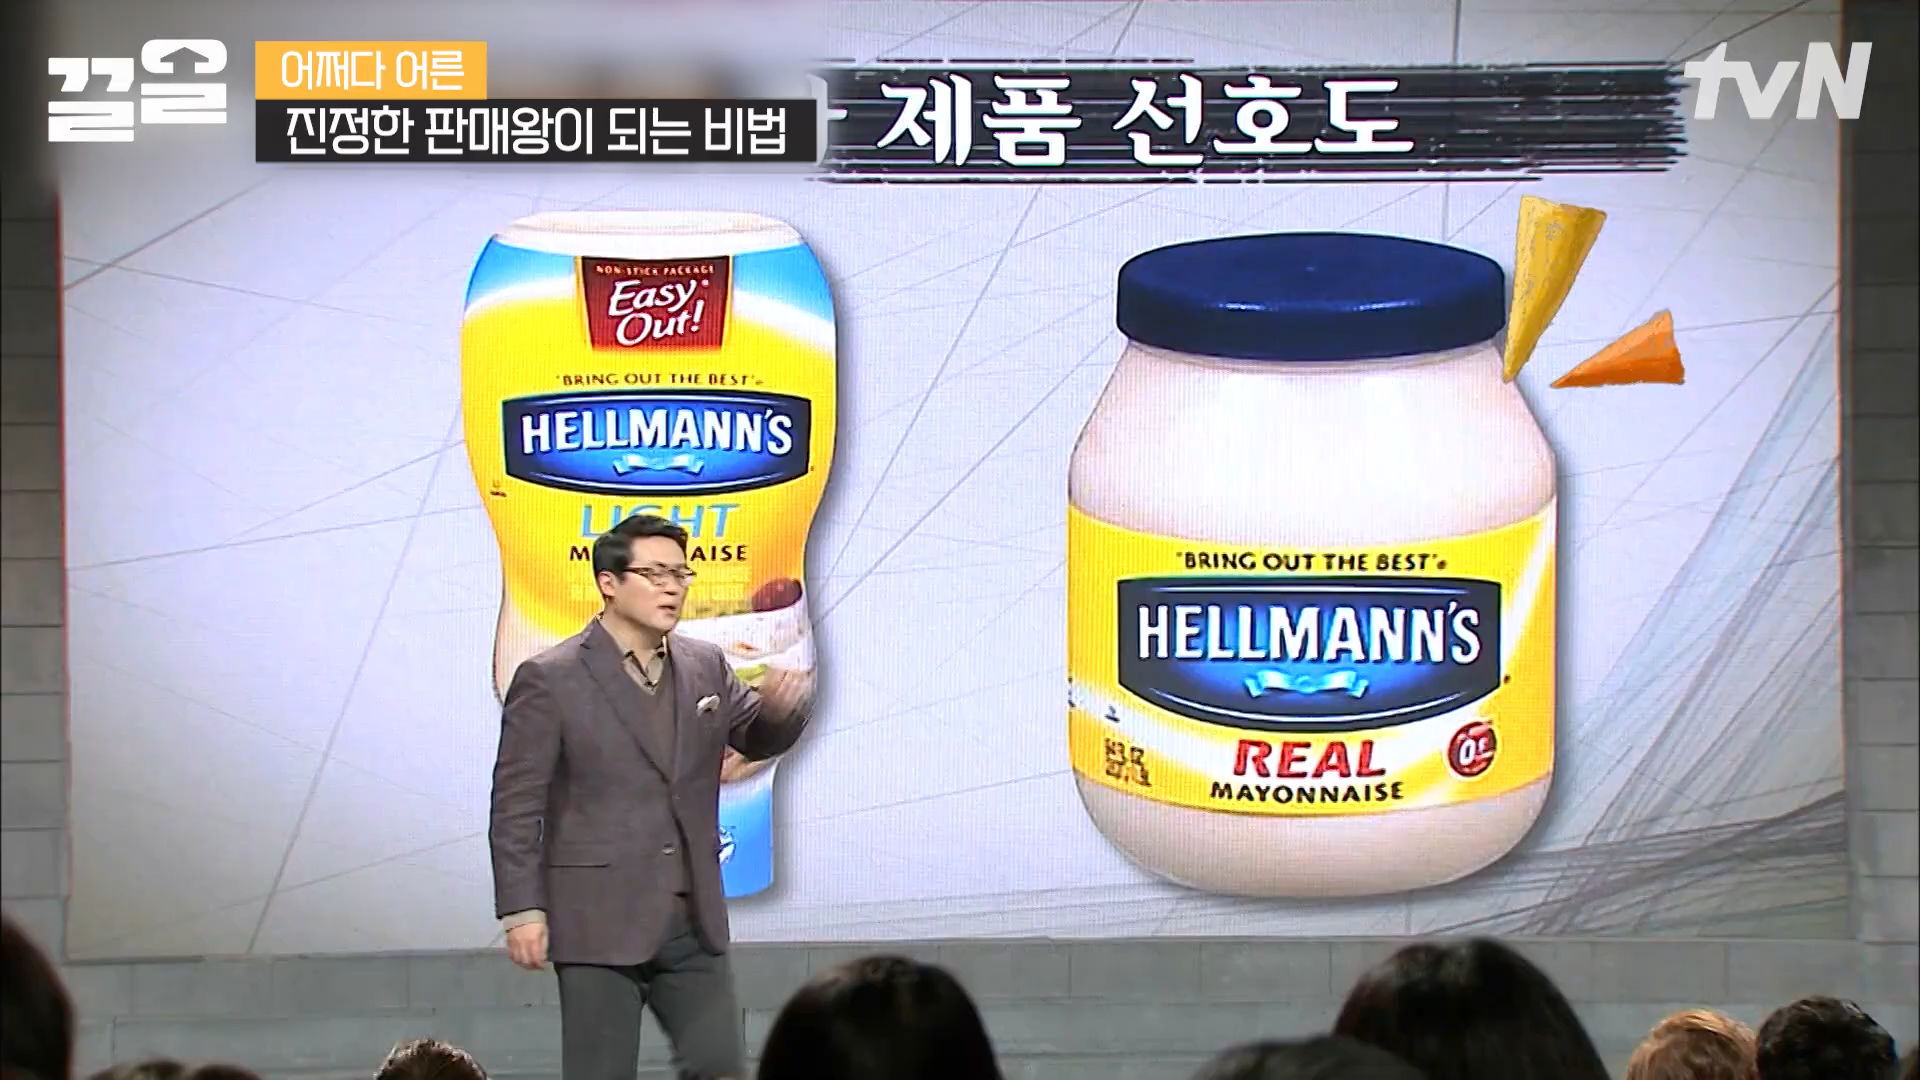 끌올
어쩌다 어른
진정한 판매왕이 되는 비법
제품 선호도
tvN
NON-STICK PACKAGE
Easy
Out!
"BRING OUT THE BEST"
HELLMANN'S
LIGHT
"BRING OUT THE BEST"
HELLMANN'S
REAL
MAYONNAISE